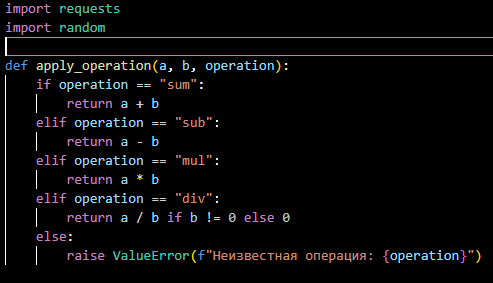 import requests
import random
def apply_operation(a, b, operation):
    if operation == "sum":
        return a + b
    elif operation == "sub":
        return a - b
    elif operation == "mul":
        return a * b
    elif operation == "div":
        return a / b if b != 0 else 0
    else:
        raise ValueError(f"Неизвестная операция: {operation}")